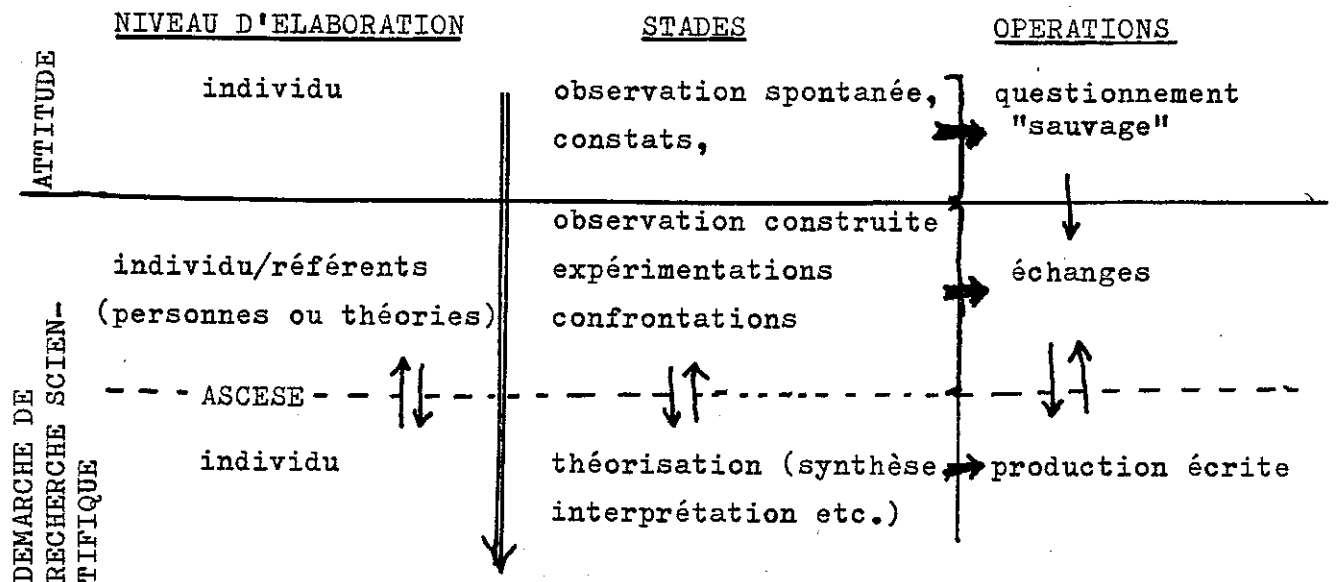 NIVEAU D'ELABORATION
STADES
OPERATIONS
ATTITUDE
individu
observation spontanée,
constats,
questionnement
"sauvage"
DEMARCHE DE
RECHERCHE SCIEN-
TIFIQUE
individu/référents
(personnes ou théories)
observation construite
expérimentations
confrontations
échanges
ASCESE
individu
théorisation (synthèse
interprétation etc.)
production écrite